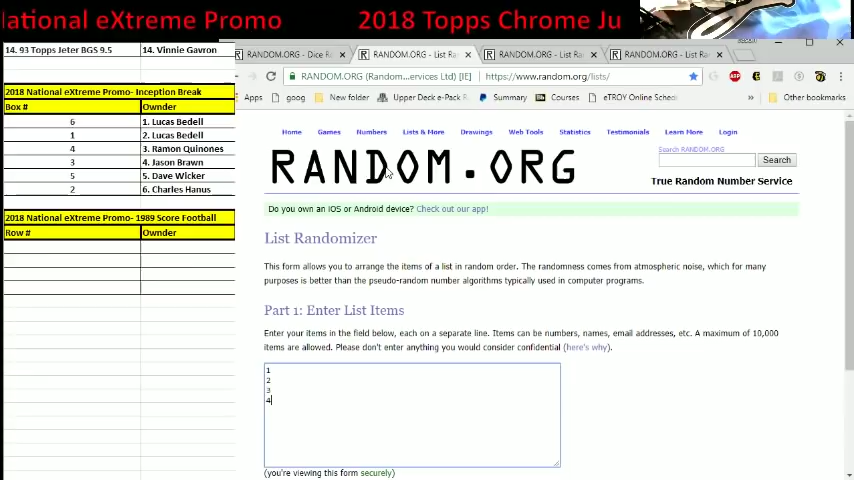 ational eXtreme Promo 2018 Topps Chrome Ju
14. 93 Topps Jeter BGS 9.5 14. Vinnie Gavron
2018 National eXtreme Promo- Inception Break
Box # Ownder
6 1. Lucas Bedell
1 2. Lucas Bedell
4 3. Ramon Quinones
3 4. Jason Brawn
5 5. Dave Wicker
2 6. Charles Hanus
2018 National eXtreme Promo- 1989 Score Football
Row # Ownder
RANDOM.ORG - Dice R RANDOM.ORG - List Ra RANDOM.ORG - List Ra RANDOM.ORG - List Ra
RANDOM.ORG (Random...ervices Ltd) [IE] https://www.random.org/lists/
Apps goog New folder Upper Deck e-Pack R Summary Courses eTROY Online Sched » Other bookmarks
Home Games Numbers Lists & More Drawings Web Tools Statistics Testimonials Learn More Login
RANDOM.ORG
Search RANDOM.ORG
Search
True Random Number Service
Do you own an iOS or Android device? Check out our app!
List Randomizer
This form allows you to arrange the items of a list in random order. The randomness comes from atmospheric noise, which for many
purposes is better than the pseudo-random number algorithms typically used in computer programs.
Part 1: Enter List Items
Enter your items in the field below, each on a separate line. Items can be numbers, names, email addresses, etc. A maximum of 10,000
items are allowed. Please don't enter anything you would consider confidential (here's why).
1
2
3
4
(you're viewing this form securely)